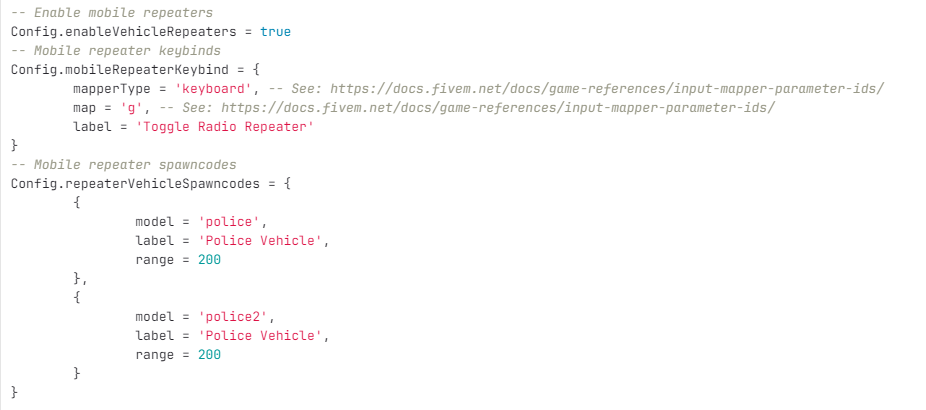 -- Enable mobile repeaters
Config.enableVehicleRepeaters = true
-- Mobile repeater keybinds
Config.mobileRepeaterKeybind = {
        mapperType = 'keyboard', -- See: https://docs.fivem.net/docs/game-references/input-mapper-parameter-ids/
        map = 'g', -- See: https://docs.fivem.net/docs/game-references/input-mapper-parameter-ids/
        label = 'Toggle Radio Repeater'
}
-- Mobile repeater spawncodes
Config.repeaterVehicleSpawncodes = {
        {
                model = 'police',
                label = 'Police Vehicle',
                range = 200
        },
        {
                model = 'police2',
                label = 'Police Vehicle',
                range = 200
        }
}